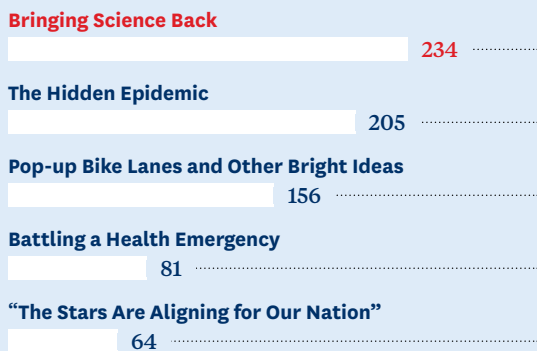 Bringing Science Back
234
The Hidden Epidemic
205
Pop-up Bike Lanes and Other Bright Ideas
156
Battling a Health Emergency
81
“The Stars Are Aligning for Our Nation”
64